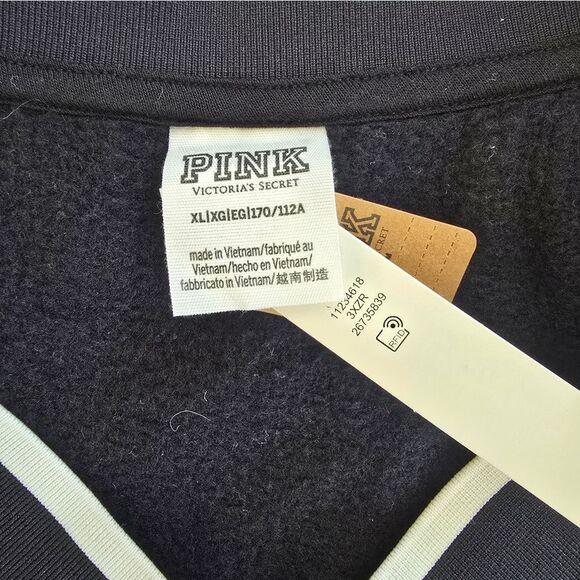 PINK
VICTORIA'S SECRET
XL|XG|EG|170/112A
made in Vietnam/fabriqué au
Vietnam/hecho en Vietnam/
fabbricato in Vietnam/越南制造
11234618
3XZR
26735839
RFID